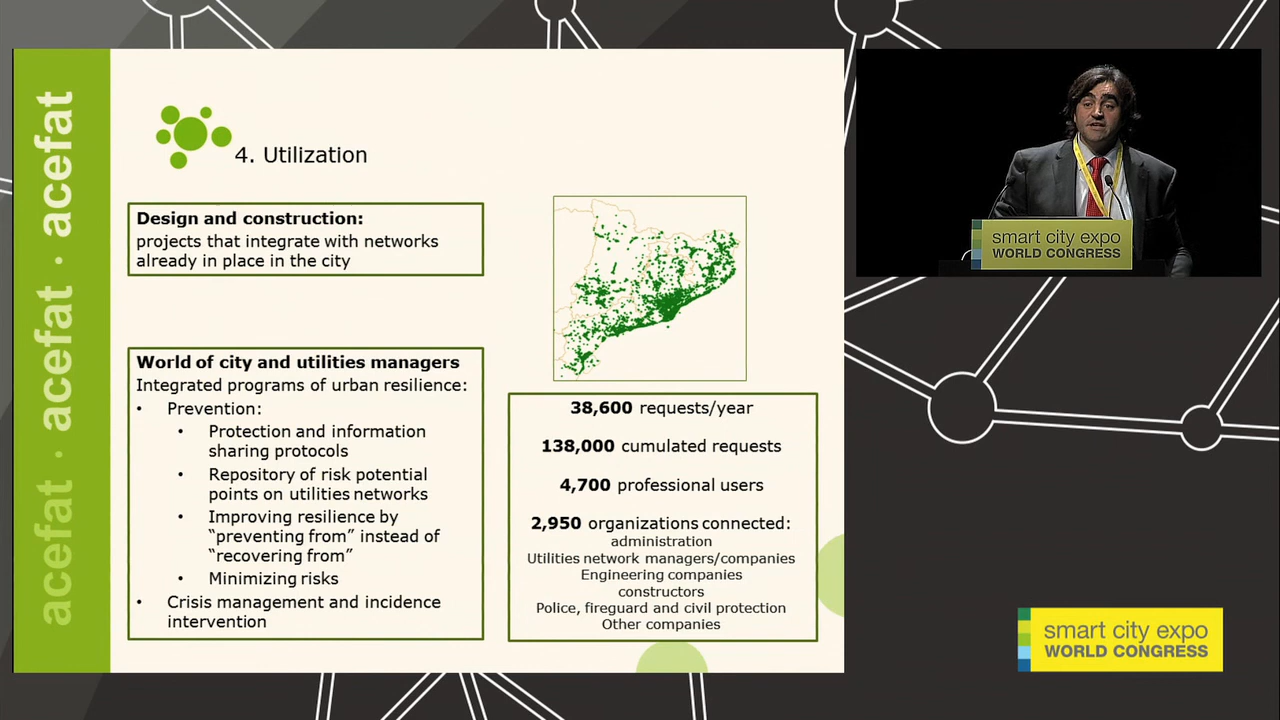 acefat · acefat · acefat
4. Utilization
Design and construction:
projects that integrate with networks
already in place in the city
World of city and utilities managers
Integrated programs of urban resilience:
• Prevention:
• Protection and information
sharing protocols
• Repository of risk potential
points on utilities networks
• Improving resilience by
“preventing from” instead of
“recovering from”
• Minimizing risks
• Crisis management and incidence
intervention
38,600 requests/year
138,000 cumulated requests
4,700 professional users
2,950 organizations connected:
administration
Utilities network managers/companies
Engineering companies
constructors
Police, fireguard and civil protection
Other companies
smart city expo
WORLD CONGRESS
smart city expo
WORLD CONGRESS